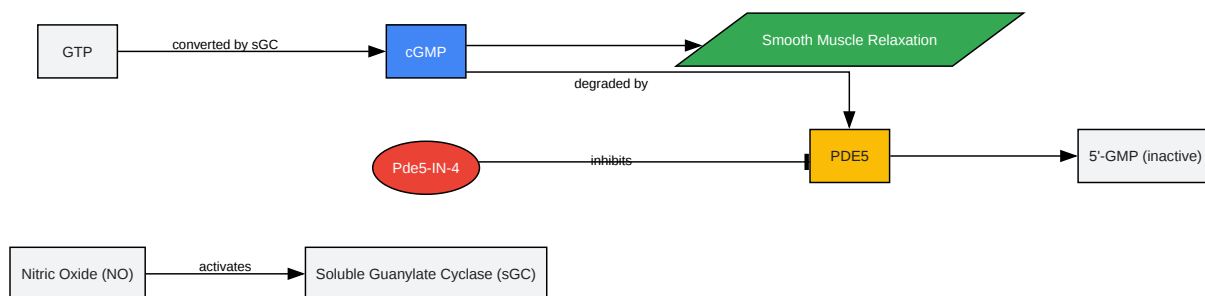 Smooth Muscle Relaxation
GTP
converted by sGC
cGMP
degraded by
Pde5-IN-4
inhibits
PDE5
5'-GMP (inactive)
Nitric Oxide (NO)
activates
Soluble Guanylate Cyclase (sGC)